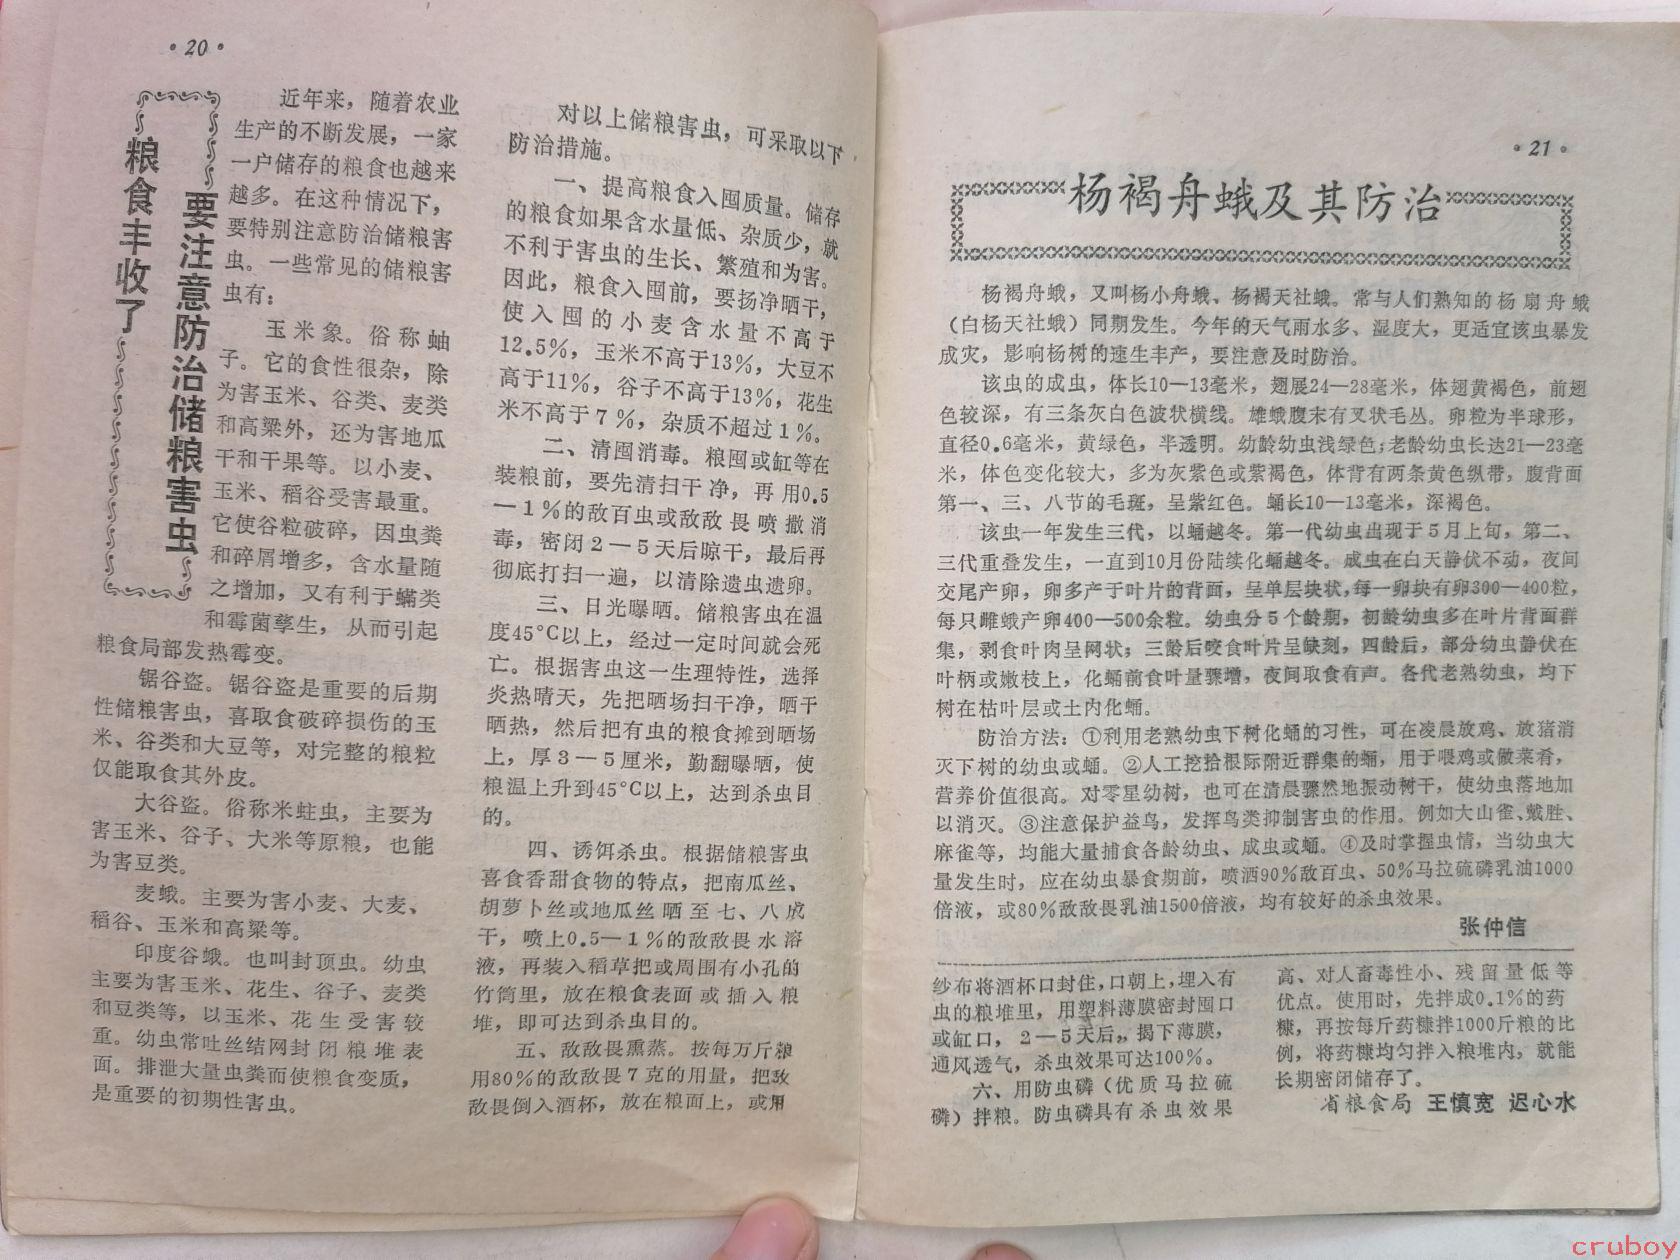 ·20·
粮食丰收了
要注意防治储粮害虫
近年来，随着农业
生产的不断发展，一家
一户储存的粮食也越来
越多。在这种情况下，
要特别注意防治储粮害
虫。一些常见的储粮害
虫有：
玉米象。俗称蚰
子。它的食性很杂，除
为害玉米、谷类、麦类
和高粱外，还为害地瓜
干和干果等。以小麦、
玉米、稻谷受害最重。
它使谷粒破碎，因虫粪
和碎屑增多，含水量随
之增加，又有利于螨类
和霉菌孳生，从而引起
粮食局部发热霉变。
锯谷盗。锯谷盗是重要的后期
性储粮害虫，喜取食破碎损伤的玉
米、谷类和大豆等，对完整的粮粒
仅能取食其外皮。
大谷盗。俗称米蛀虫，主要为
害玉米、谷子、大米等原粮，也能
为害豆类。
麦蛾。主要为害小麦、大麦、
稻谷、玉米和高粱等。
印度谷蛾。也叫封顶虫。幼虫
主要为害玉米、花生、谷子、麦类
和豆类等，以玉米、花生受害较
重。幼虫常吐丝结网封闭粮堆表
面。排泄大量虫粪而使粮食变质，
是重要的初期性害虫。
对以上储粮害虫，可采取以下
防治措施。
一、提高粮食入囤质量。储存
的粮食如果含水量低、杂质少，就
不利于害虫的生长、繁殖和为害。
因此，粮食入囤前，要扬净晒干，
使入囤的小麦含水量不高于
12.5%，玉米不高于13%，大豆不
高于11%，谷子不高于13%，花生
米不高于7%，杂质不超过1%。
二、清囤消毒。粮囤或缸等在
装粮前，要先清扫干净，再用0.5
—1%的敌百虫或敌敌畏喷撒消
毒，密闭2—5天后晾干，最后再
彻底打扫一遍，以清除遗虫遗卵。
三、日光曝晒。储粮害虫在温
度45°C以上，经过一定时间就会死
亡。根据害虫这一生理特性，选择
炎热晴天，先把晒场扫干净，晒干
晒热，然后把有虫的粮食摊到晒场
上，厚3—5厘米，勤翻曝晒，使
粮温上升到45°C以上，达到杀虫目
的。
四、诱饵杀虫。根据储粮害虫
喜食香甜食物的特点，把南瓜丝、
胡萝卜丝或地瓜丝晒至七、八成
干，喷上0.5—1%的敌敌畏水溶
液，再装入稻草把或周围有小孔的
竹筒里，放在粮食表面或插入粮
堆，即可达到杀虫目的。
五、敌敌畏熏蒸。按每万斤粮
用80%的敌敌畏7克的用量，把敌
敌畏倒入酒杯，放在粮面上，或用
·21·
杨褐舟蛾及其防治
杨褐舟蛾，又叫杨小舟蛾、杨褐天社蛾。常与人们熟知的杨扇舟蛾
（白杨天社蛾）同期发生。今年的天气雨水多、湿度大，更适宜该虫暴发
成灾，影响杨树的速生丰产，要注意及时防治。
该虫的成虫，体长10—13毫米，翅展24—28毫米，体翅黄褐色，前翅
色较深，有三条灰白色波状横线。雄蛾腹末有叉状毛丛。卵粒为半球形，
直径0.6毫米，黄绿色，半透明。幼龄幼虫浅绿色；老龄幼虫长达21—23毫
米，体色变化较大，多为灰紫色或紫褐色，体背有两条黄色纵带，腹背面
第一、三、八节的毛斑，呈紫红色。蛹长10—13毫米，深褐色。
该虫一年发生三代，以蛹越冬。第一代幼虫出现于5月上旬，第二、
三代重叠发生，一直到10月份陆续化蛹越冬。成虫在白天静伏不动，夜间
交尾产卵，卵多产于叶片的背面，呈单层块状，每一卵块有卵300—400粒，
每只雌蛾产卵400—500余粒。幼虫分5个龄期，初龄幼虫多在叶片背面群
集，剥食叶肉呈网状；三龄后咬食叶片呈缺刻，四龄后，部分幼虫静伏在
叶柄或嫩枝上，化蛹前食叶量骤增，夜间取食有声。各代老熟幼虫，均下
树在枯叶层或土内化蛹。
防治方法：①利用老熟幼虫下树化蛹的习性，可在凌晨放鸡、放猪消
灭下树的幼虫或蛹。②人工挖拾根际附近群集的蛹，用于喂鸡或做菜肴，
营养价值很高。对零星幼树，也可在清晨骤然地振动树干，使幼虫落地加
以消灭。③注意保护益鸟，发挥鸟类抑制害虫的作用。例如大山雀、戴胜、
麻雀等，均能大量捕食各龄幼虫、成虫或蛹。④及时掌握虫情，当幼虫大
量发生时，应在幼虫暴食期前，喷洒90%敌百虫、50%马拉硫磷乳油1000
倍液，或80%敌敌畏乳油1500倍液，均有较好的杀虫效果。
张仲信
纱布将酒杯口封住，口朝上，埋入有
虫的粮堆里，用塑料薄膜密封囤口
或缸口，2—5天后，揭下薄膜，
通风透气，杀虫效果可达100%。
六、用防虫磷（优质马拉硫
磷）拌粮。防虫磷具有杀虫效果
高、对人畜毒性小、残留量低等
优点。使用时，先拌成0.1%的药
糠，再按每斤药糠拌1000斤粮的比
例，将药糠均匀拌入粮堆内，就能
长期密闭储存了。
省粮食局 王慎宽 迟心水
cruboy